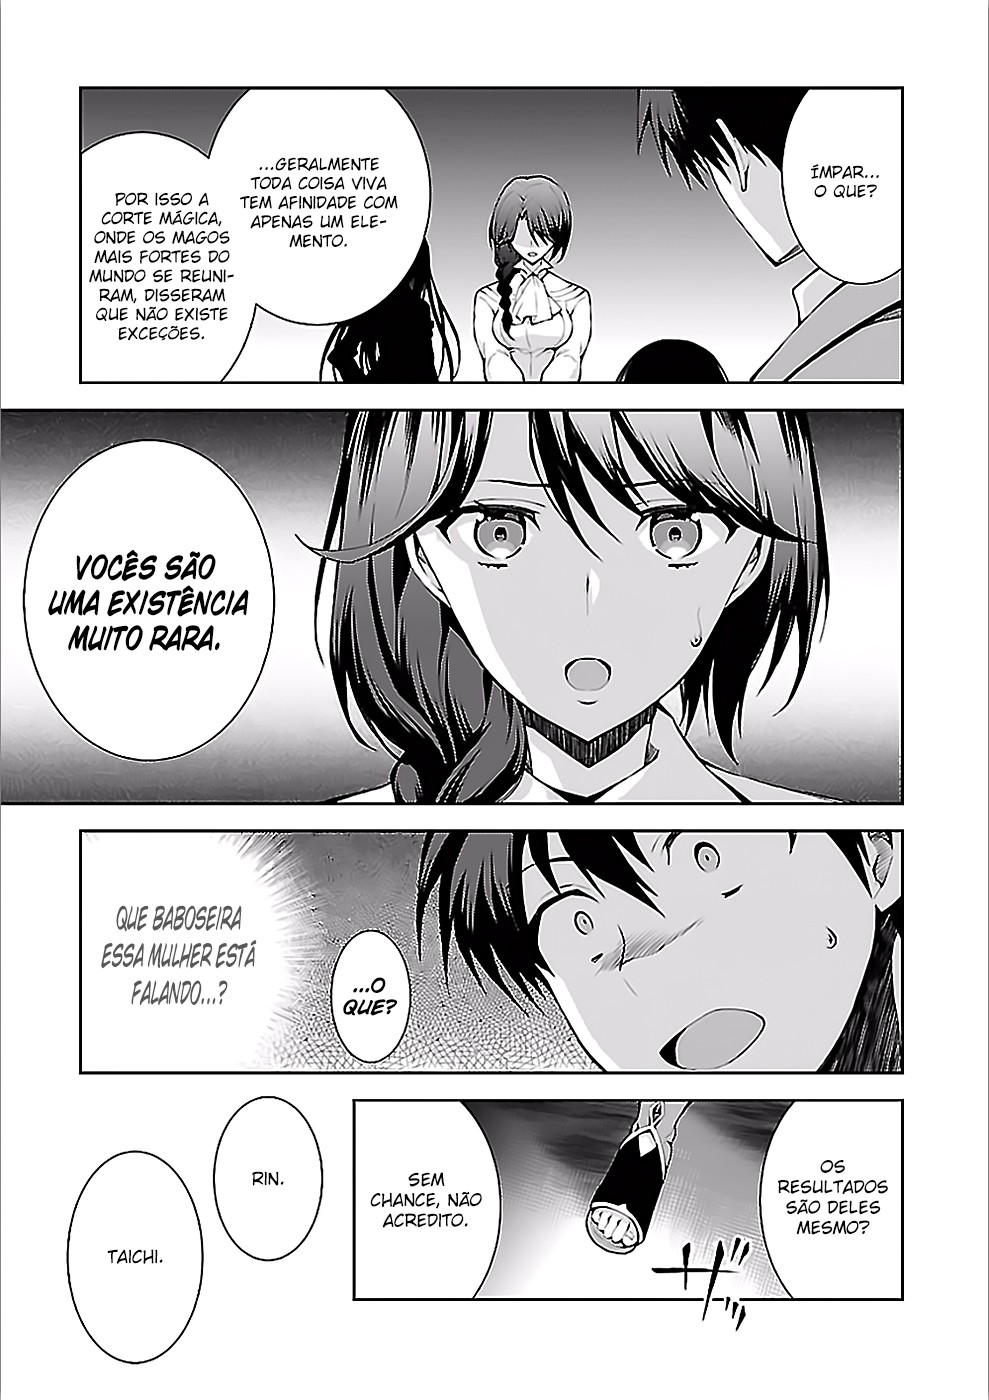 ÍMPAR...
O QUE?
...GERALMENTE
TODA COISA VIVA
TEM AFINIDADE COM
APENAS UM ELE-
MENTO.
POR ISSO A
CORTE MÁGICA,
ONDE OS MAGOS
MAIS FORTES DO
MUNDO SE REUNI-
RAM, DISSERAM
QUE NÃO EXISTE
EXCEÇÕES.
VOCÊS SÃO
UMA EXISTÊNCIA
MUITO RARA.
...O
QUE?
QUE BABOSEIRA
ESSA MULHER ESTÁ
FALANDO...?
OS
RESULTADOS
SÃO DELES
MESMO?
ザッ
SEM
CHANCE, NÃO
ACREDITO.
RIN.
TAICHI.